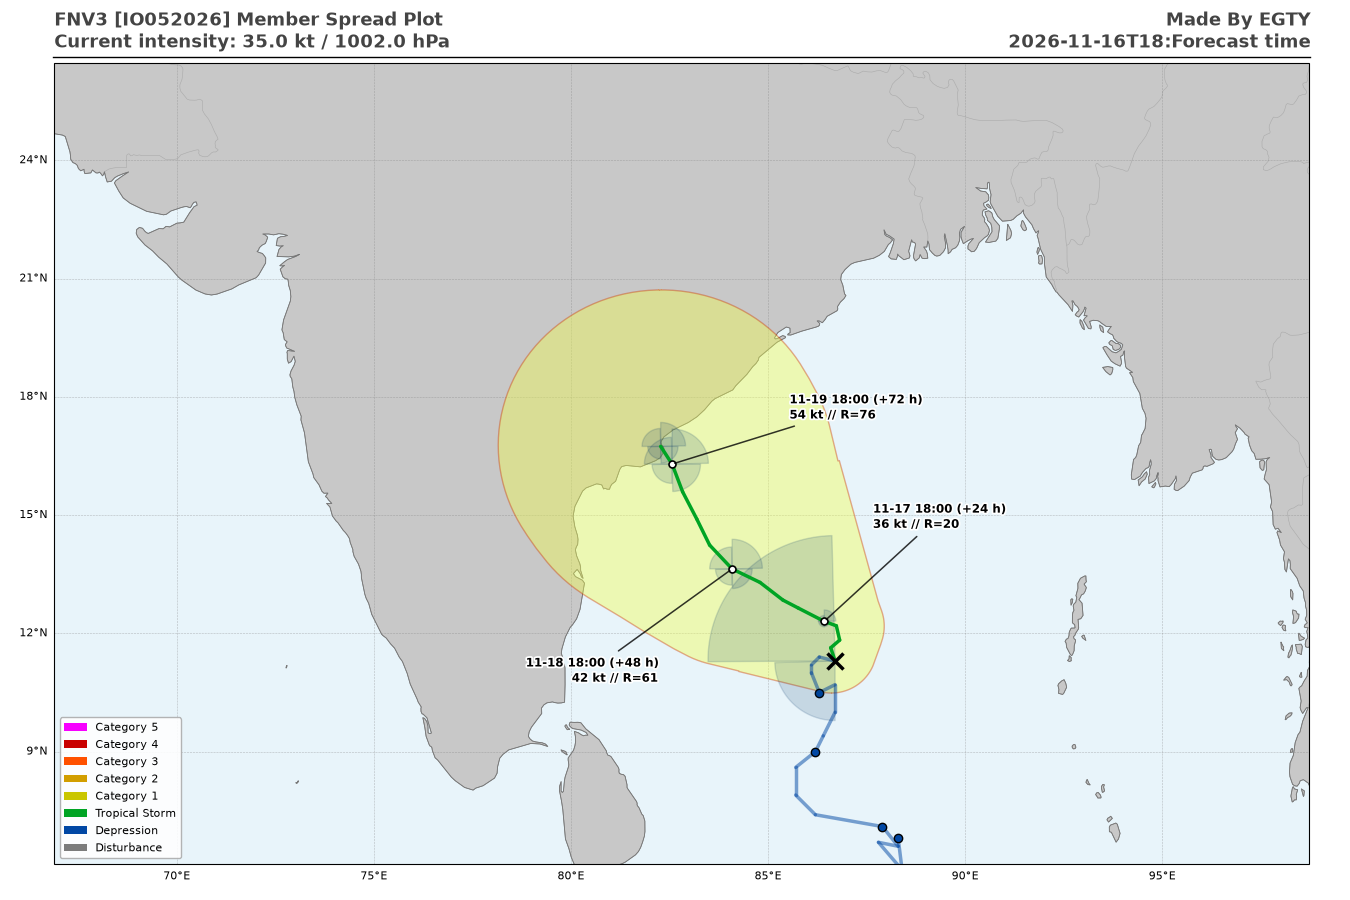 FNV3 [IO052026] Member Spread Plot
Current intensity: 35.0 kt / 1002.0 hPa
Made By EGTY
2026-11-16T18:Forecast time
24°N
21°N
18°N
15°N
12°N
9°N
11-19 18:00 (+72 h)
54 kt // R=76
11-17 18:00 (+24 h)
36 kt // R=20
11-18 18:00 (+48 h)
42 kt // R=61
Category 5
Category 4
Category 3
Category 2
Category 1
Tropical Storm
Depression
Disturbance
70°E
75°E
80°E
85°E
90°E
95°E